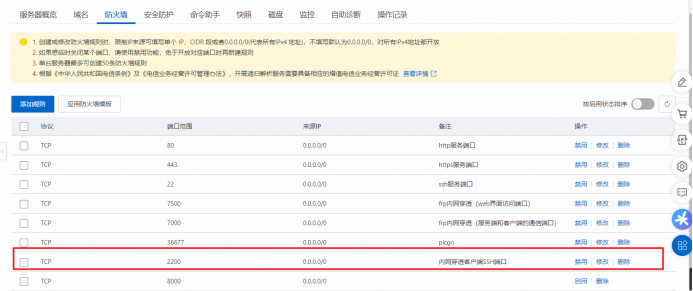 服务器概览 域名 防火墙 安全防护 命令助手 快照 磁盘 监控 自助诊断 操作记录
1. 创建或修改防火墙规则时，限制IP来源可填写单个 IP、CIDR 段或者0.0.0.0/0(代表所有IPv4 地址)，不填写默认为0.0.0.0/0，对所有IPv4地址都开放
2. 如果想临时关闭某个端口，请使用禁用功能，免于开放对应端口时再新建规则
3. 单台服务器最多可创建50条防火墙规则
4. 根据《中华人民共和国电信条例》及《电信业务经营许可管理办法》，开展递归解析服务需要具备相应的增值电信业务经营许可证 查看详情
添加规则 应用防火墙模板 按启用状态排序
协议 端口范围 来源IP 备注 操作
TCP 80 0.0.0.0/0 http服务端口 禁用 修改 删除
TCP 443 0.0.0.0/0 https服务端口 禁用 修改 删除
TCP 22 0.0.0.0/0 ssh服务端口 禁用 修改 删除
TCP 7500 0.0.0.0/0 frp内网穿透（web界面访问端口） 禁用 修改 删除
TCP 7000 0.0.0.0/0 frp内网穿透（服务端和客户端的通信端口） 禁用 修改 删除
TCP 36677 0.0.0.0/0 picgo 禁用 修改 删除
TCP 2200 0.0.0.0/0 内网穿透客户端SSH端口 禁用 修改 删除
TCP 8000 0.0.0.0/0 启用 删除